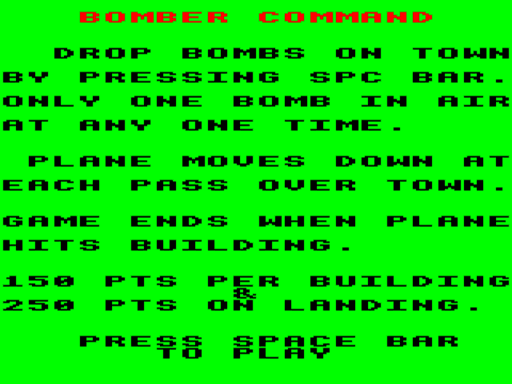 BOMBER COMMAND
DROP BOMBS ON TOWN
BY PRESSING SPC BAR.
ONLY ONE BOMB IN AIR
AT ANY ONE TIME.
PLANE MOVES DOWN AT
EACH PASS OVER TOWN.
GAME ENDS WHEN PLANE
HITS BUILDING.
150 PTS PER BUILDING
&
250 PTS ON LANDING.
PRESS SPACE BAR
TO PLAY